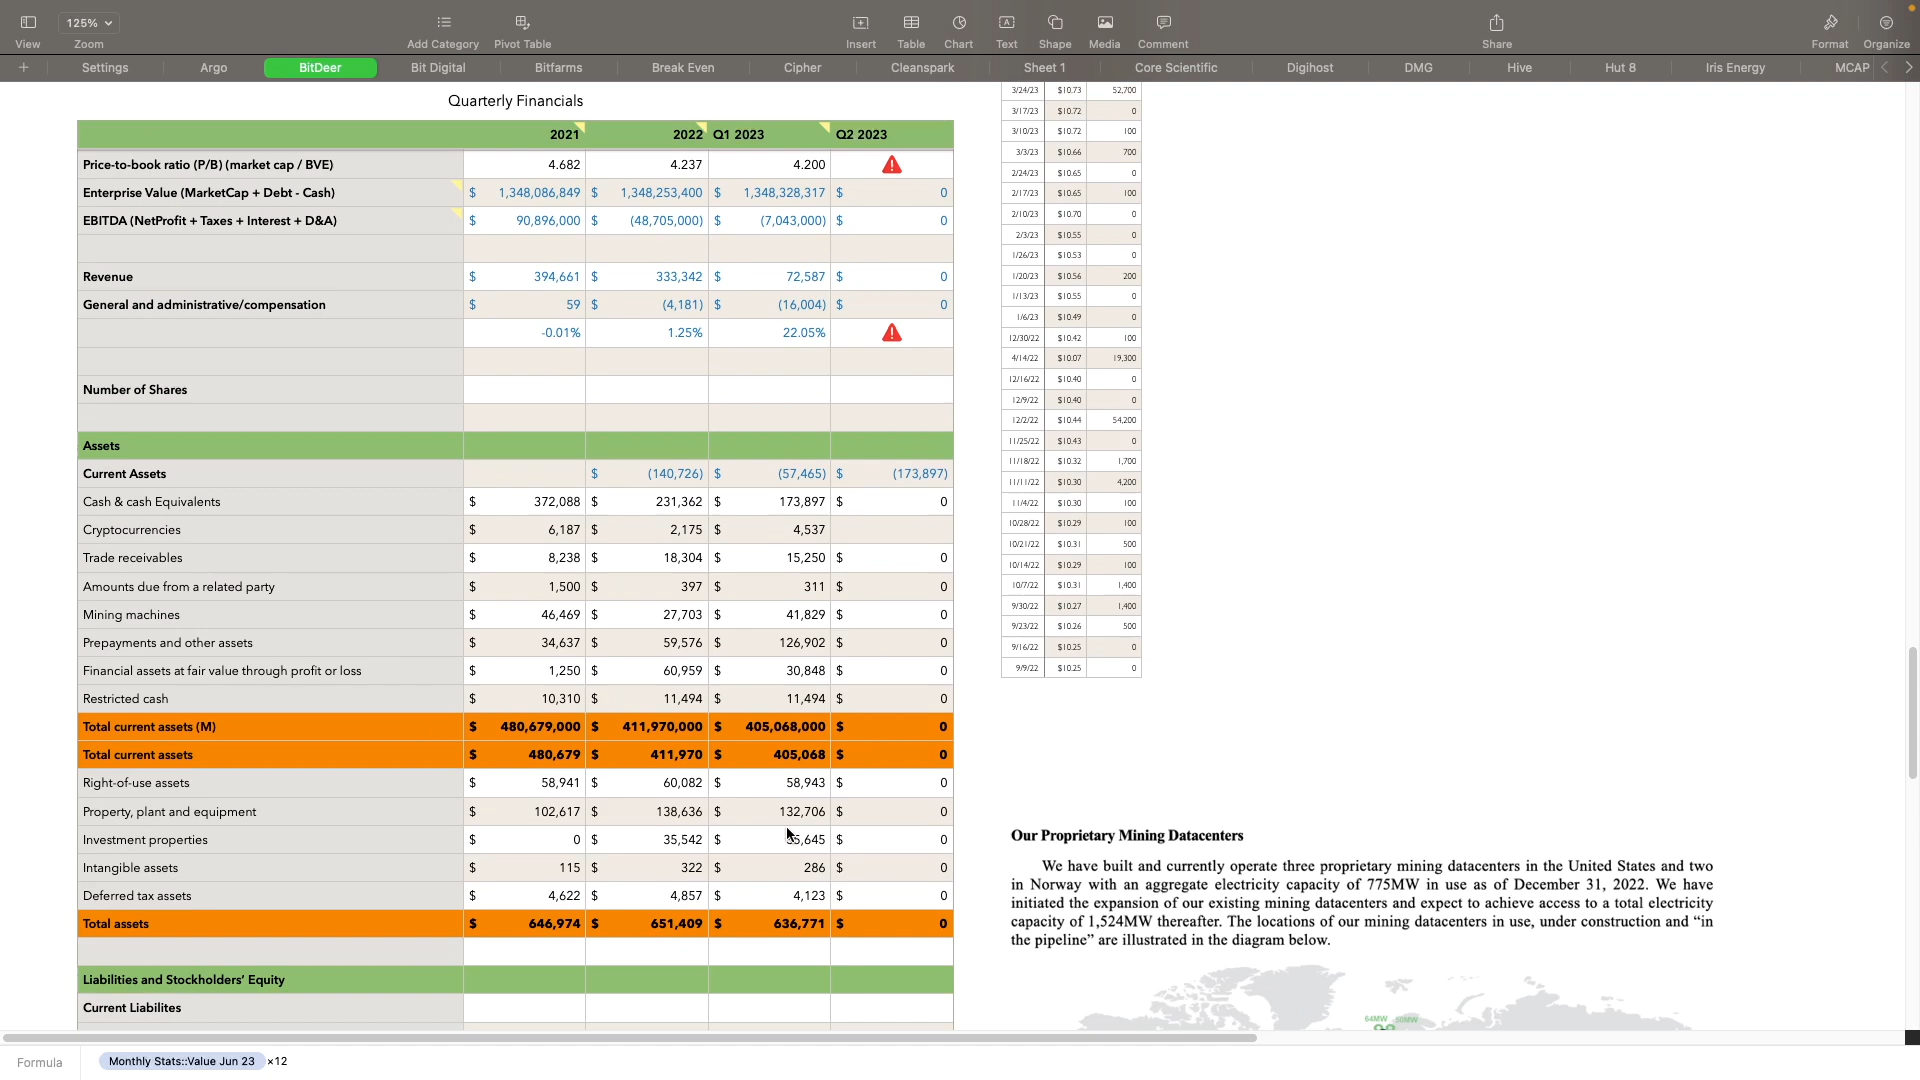 125%
View
Zoom
Add Category
Pivot Table
Insert
Table
Chart
Text
Shape
Media
Comment
Share
Format
Organize
+ Settings Argo BitDeer Bit Digital Bitfarms Break Even Cipher Cleanspark Sheet 1 Core Scientific Digihost DMG Hive Hut 8 Iris Energy MCAP
Quarterly Financials
2021 2022 Q1 2023 Q2 2023
Price-to-book ratio (P/B) (market cap / BVE) 4.682 4.237 4.200
Enterprise Value (MarketCap + Debt - Cash) $ 1,348,086,849 $ 1,348,253,400 $ 1,348,328,317 $ 0
EBITDA (NetProfit + Taxes + Interest + D&A) $ 90,896,000 $ (48,705,000) $ (7,043,000) $ 0
Revenue $ 394,661 $ 333,342 $ 72,587 $ 0
General and administrative/compensation $ 59 $ (4,181) $ (16,004) $ 0
-0.01% 1.25% 22.05%
Number of Shares
Assets
Current Assets $ (140,726) $ (57,465) $ (173,897)
Cash & cash Equivalents $ 372,088 $ 231,362 $ 173,897 $ 0
Cryptocurrencies $ 6,187 $ 2,175 $ 4,537
Trade receivables $ 8,238 $ 18,304 $ 15,250 $ 0
Amounts due from a related party $ 1,500 $ 397 $ 311 $ 0
Mining machines $ 46,469 $ 27,703 $ 41,829 $ 0
Prepayments and other assets $ 34,637 $ 59,576 $ 126,902 $ 0
Financial assets at fair value through profit or loss $ 1,250 $ 60,959 $ 30,848 $ 0
Restricted cash $ 10,310 $ 11,494 $ 11,494 $ 0
Total current assets (M) $ 480,679,000 $ 411,970,000 $ 405,068,000 $ 0
Total current assets $ 480,679 $ 411,970 $ 405,068 $ 0
Right-of-use assets $ 58,941 $ 60,082 $ 58,943 $ 0
Property, plant and equipment $ 102,617 $ 138,636 $ 132,706 $ 0
Investment properties $ 0 $ 35,542 $ $ 0
Intangible assets $ 115 $ 322 $ 286 $ 0
Deferred tax assets $ 4,622 $ 4,857 $ 4,123 $ 0
Total assets $ 646,974 $ 651,409 $ 636,771 $ 0
Liabilities and Stockholders' Equity
Current Liabilites
3/24/23 $10.73 52,700
3/17/23 $10.72 0
3/10/23 $10.72 100
3/3/23 $10.66 700
2/24/23 $10.65 0
2/17/23 $10.65 100
2/10/23 $10.70 0
2/3/23 $10.55 0
1/26/23 $10.53 0
1/20/23 $10.56 200
1/13/23 $10.55 0
1/6/23 $10.49 0
12/30/22 $10.42 100
4/14/22 $10.07 19,300
12/16/22 $10.40 0
12/9/22 $10.40 0
12/2/22 $10.44 54,200
11/25/22 $10.43 0
11/18/22 $10.32 1,700
11/11/22 $10.30 4,200
11/4/22 $10.30 100
10/28/22 $10.29 100
10/21/22 $10.31 500
10/14/22 $10.29 100
10/7/22 $10.31 1,400
9/30/22 $10.27 1,400
9/23/22 $10.26 500
9/16/22 $10.25 0
9/9/22 $10.25 0
Our Proprietary Mining Datacenters
We have built and currently operate three proprietary mining datacenters in the United States and two
in Norway with an aggregate electricity capacity of 775MW in use as of December 31, 2022. We have
initiated the expansion of our existing mining datacenters and expect to achieve access to a total electricity
capacity of 1,524MW thereafter. The locations of our mining datacenters in use, under construction and “in
the pipeline” are illustrated in the diagram below.
64MW 50MW
Formula
Monthly Stats::Value Jun 23 ×12